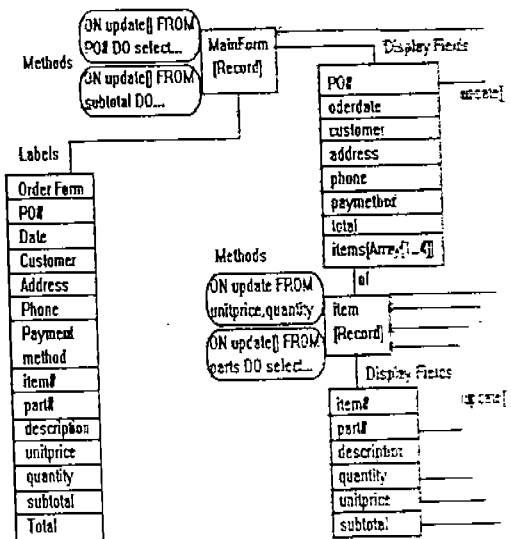 ON update[] FROM
PO# DO select...
Methods
ON update[] FROM
subtotal DO...
MainForm
[Record]
Display Fields
PO#
oderdate
customer
address
phone
paymethod
total
items[Array[1..4]]
update[]
Labels
Order Form
PO#
Date
Customer
Address
Phone
Payment
method
item#
part#
description
unitprice
quantity
subtotal
Total
Methods
ON update FROM
unitprice,quantity
ON update[] FROM
parts DO select...
of
item
[Record]
Display Fields
item#
part#
description
quantity
unitprice
subtotal
update[]